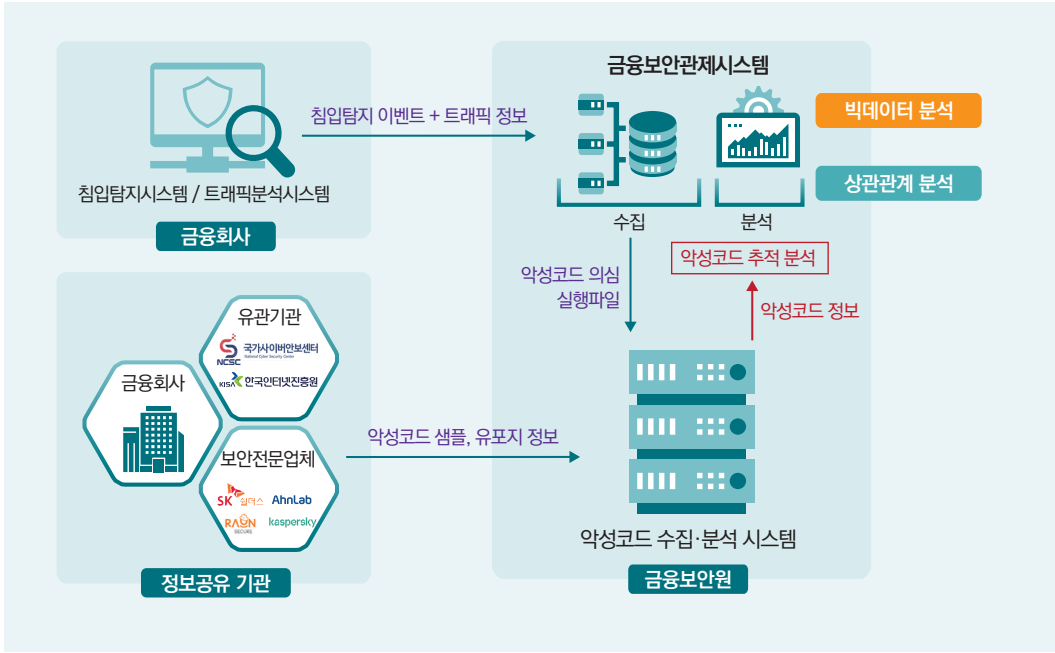 침입탐지시스템 / 트래픽분석시스템
금융회사
침입탐지 이벤트 + 트래픽 정보
금융보안관제시스템
빅데이터 분석
상관관계 분석
수집
분석
악성코드 의심
실행파일
악성코드 추적 분석
악성코드 정보
유관기관
NCSC
국가사이버안보센터
National Cyber Security Center
KISA 한국인터넷진흥원
금융회사
보안전문업체
SK 쉴더스
AhnLab
RAON
SECURE
kaspersky
정보공유 기관
악성코드 샘플, 유포지 정보
악성코드 수집·분석 시스템
금융보안원